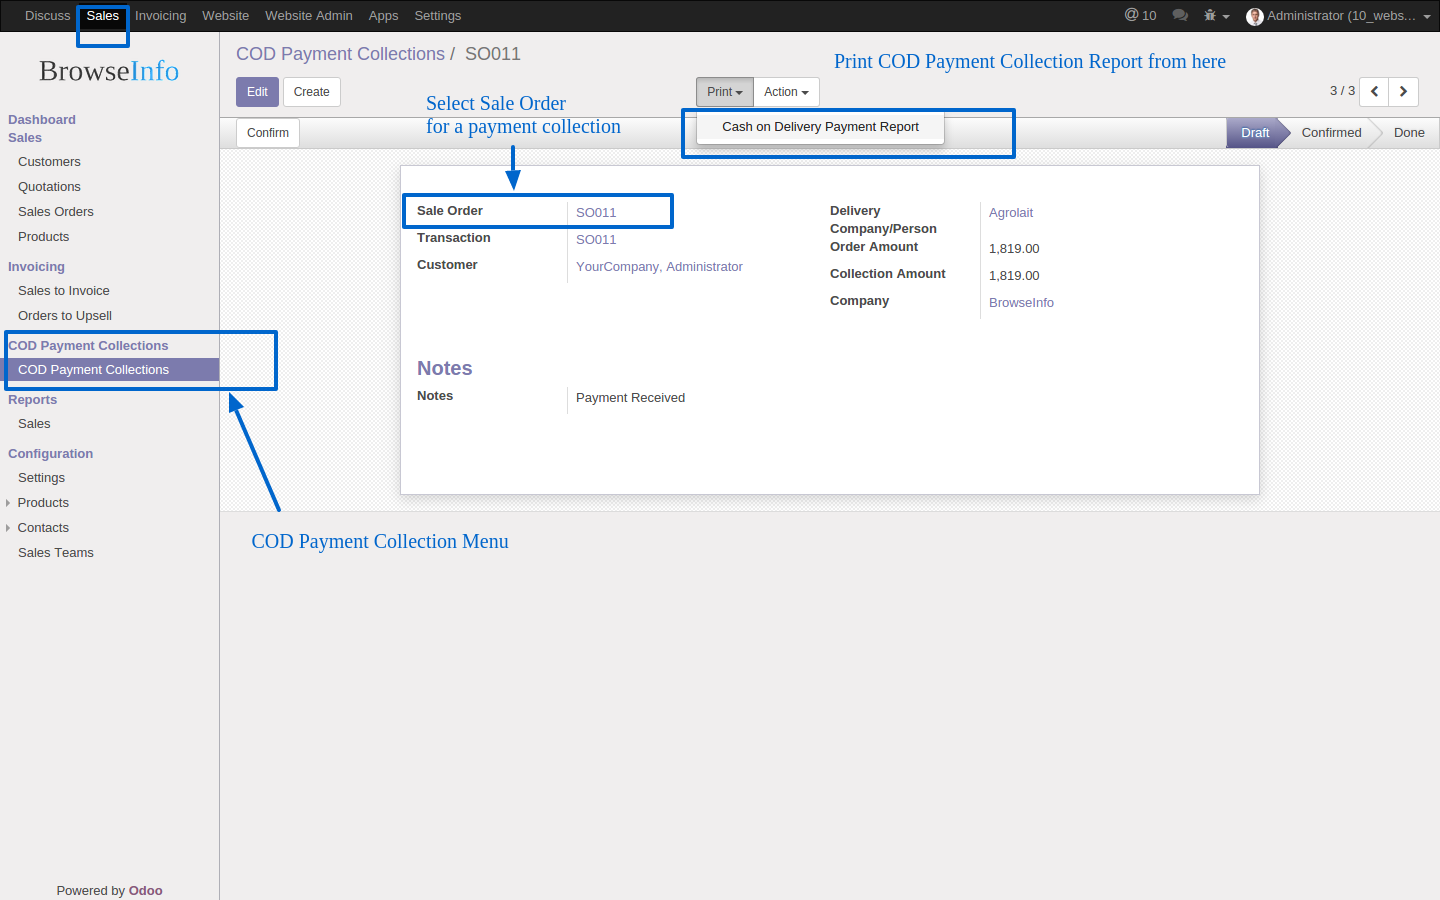 Discuss Sales Invoicing Website Website Admin Apps Settings @ 10 Administrator (10_webs...
BrowseInfo
COD Payment Collections / SO011
Print COD Payment Collection Report from here
Edit Create
Print Action
3 / 3
Select Sale Order
for a payment collection
Cash on Delivery Payment Report
Confirm
Draft Confirmed Done
Dashboard
Sales
Customers
Quotations
Sales Orders
Products
Invoicing
Sales to Invoice
Orders to Upsell
COD Payment Collections
COD Payment Collections
Reports
Sales
Configuration
Settings
Products
Contacts
Sales Teams
Sale Order SO011
Transaction SO011
Customer YourCompany, Administrator
Delivery Company/Person Agrolait
Order Amount 1,819.00
Collection Amount 1,819.00
Company BrowseInfo
Notes
Notes Payment Received
COD Payment Collection Menu
Powered by Odoo